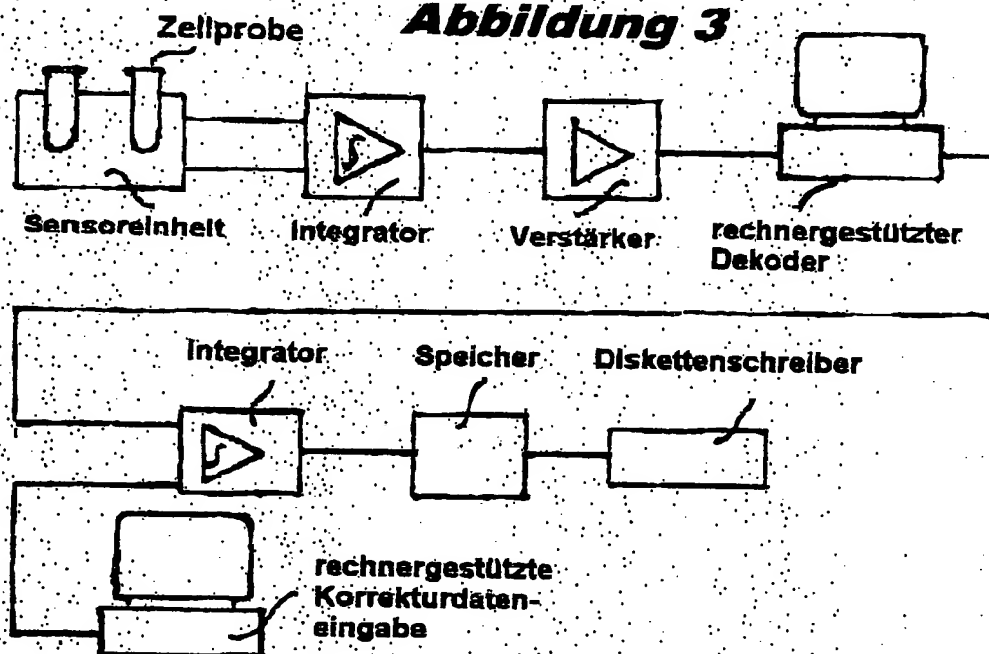 Abbildung 3
Zellprobe
Sensoreinheit
Integrator
Verstärker
rechnergestützter
Dekoder
Integrator
Speicher
Diskettenschreiber
rechnergestützte
Korrekturdaten-
eingabe